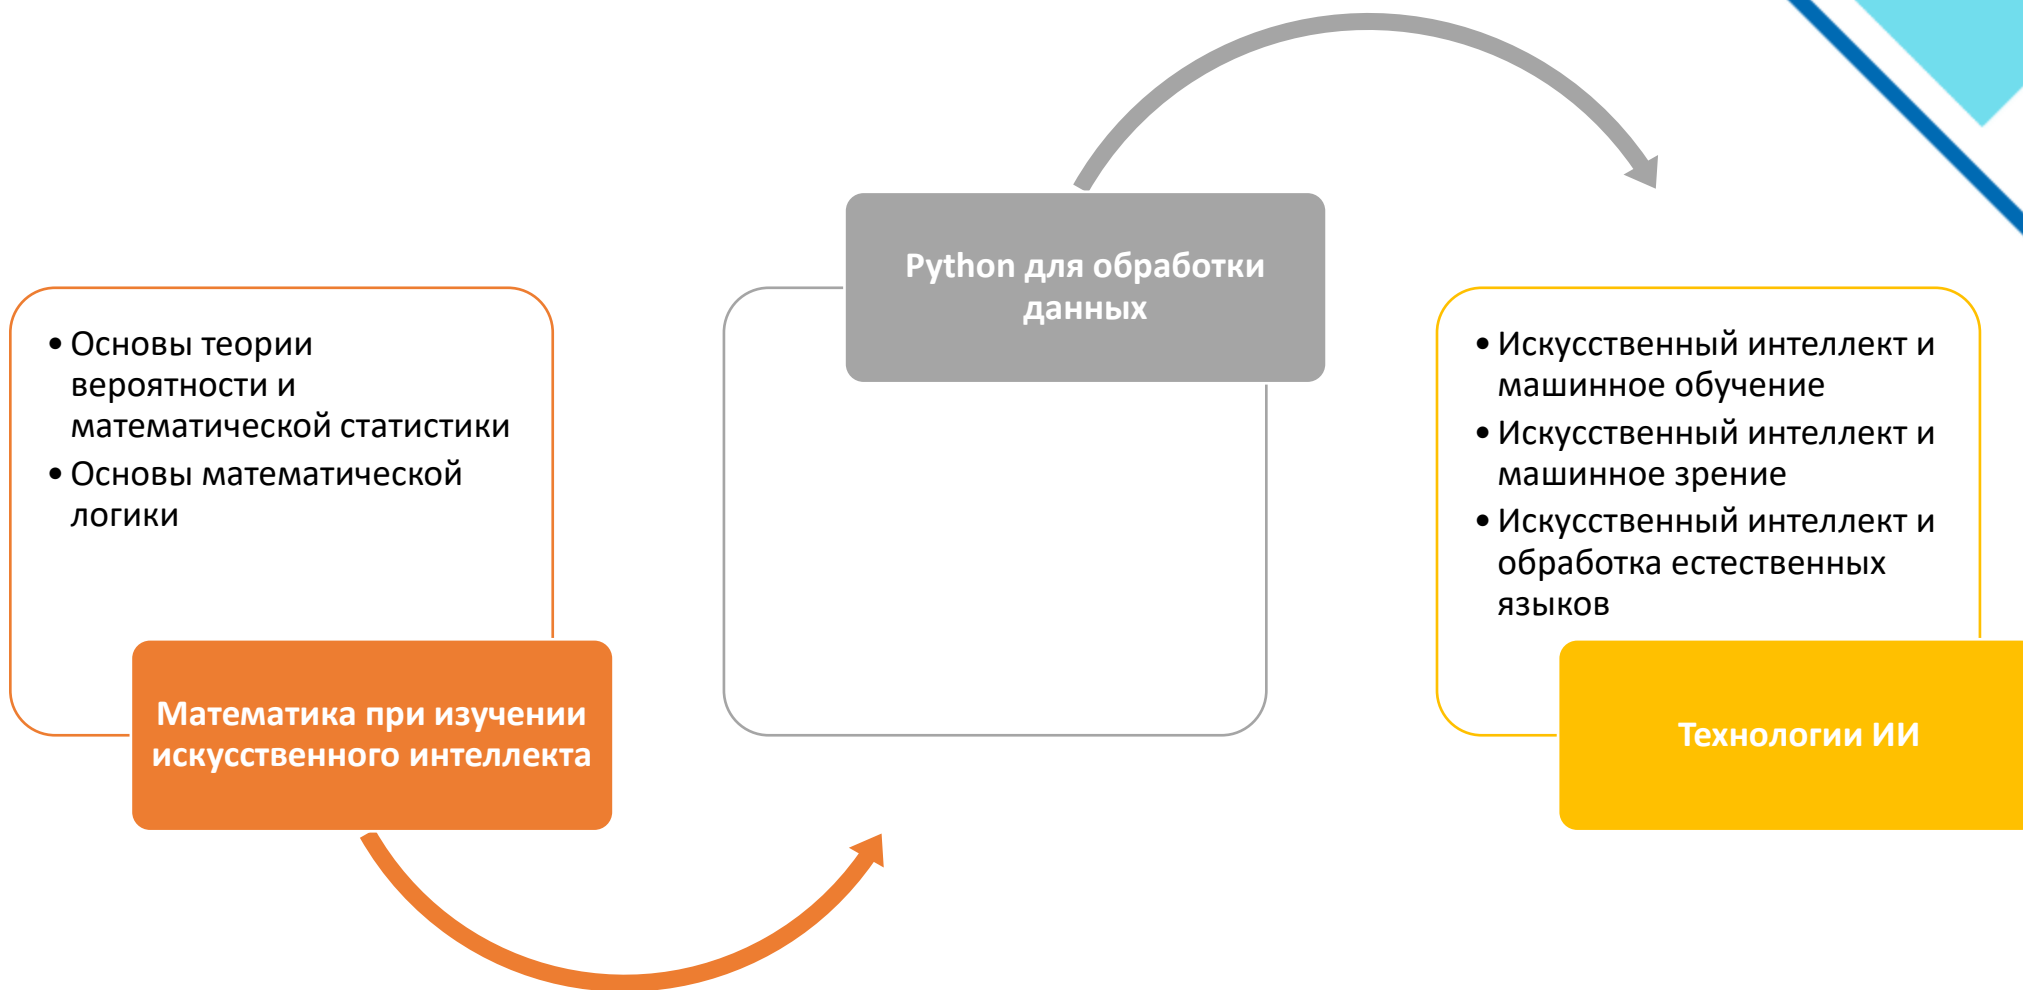 • Основы теории
вероятности и
математической статистики
• Основы математической
логики
Математика при изучении
искусственного интеллекта
Python для обработки
данных
• Искусственный интеллект и
машинное обучение
• Искусственный интеллект и
машинное зрение
• Искусственный интеллект и
обработка естественных
языков
Технологии ИИ